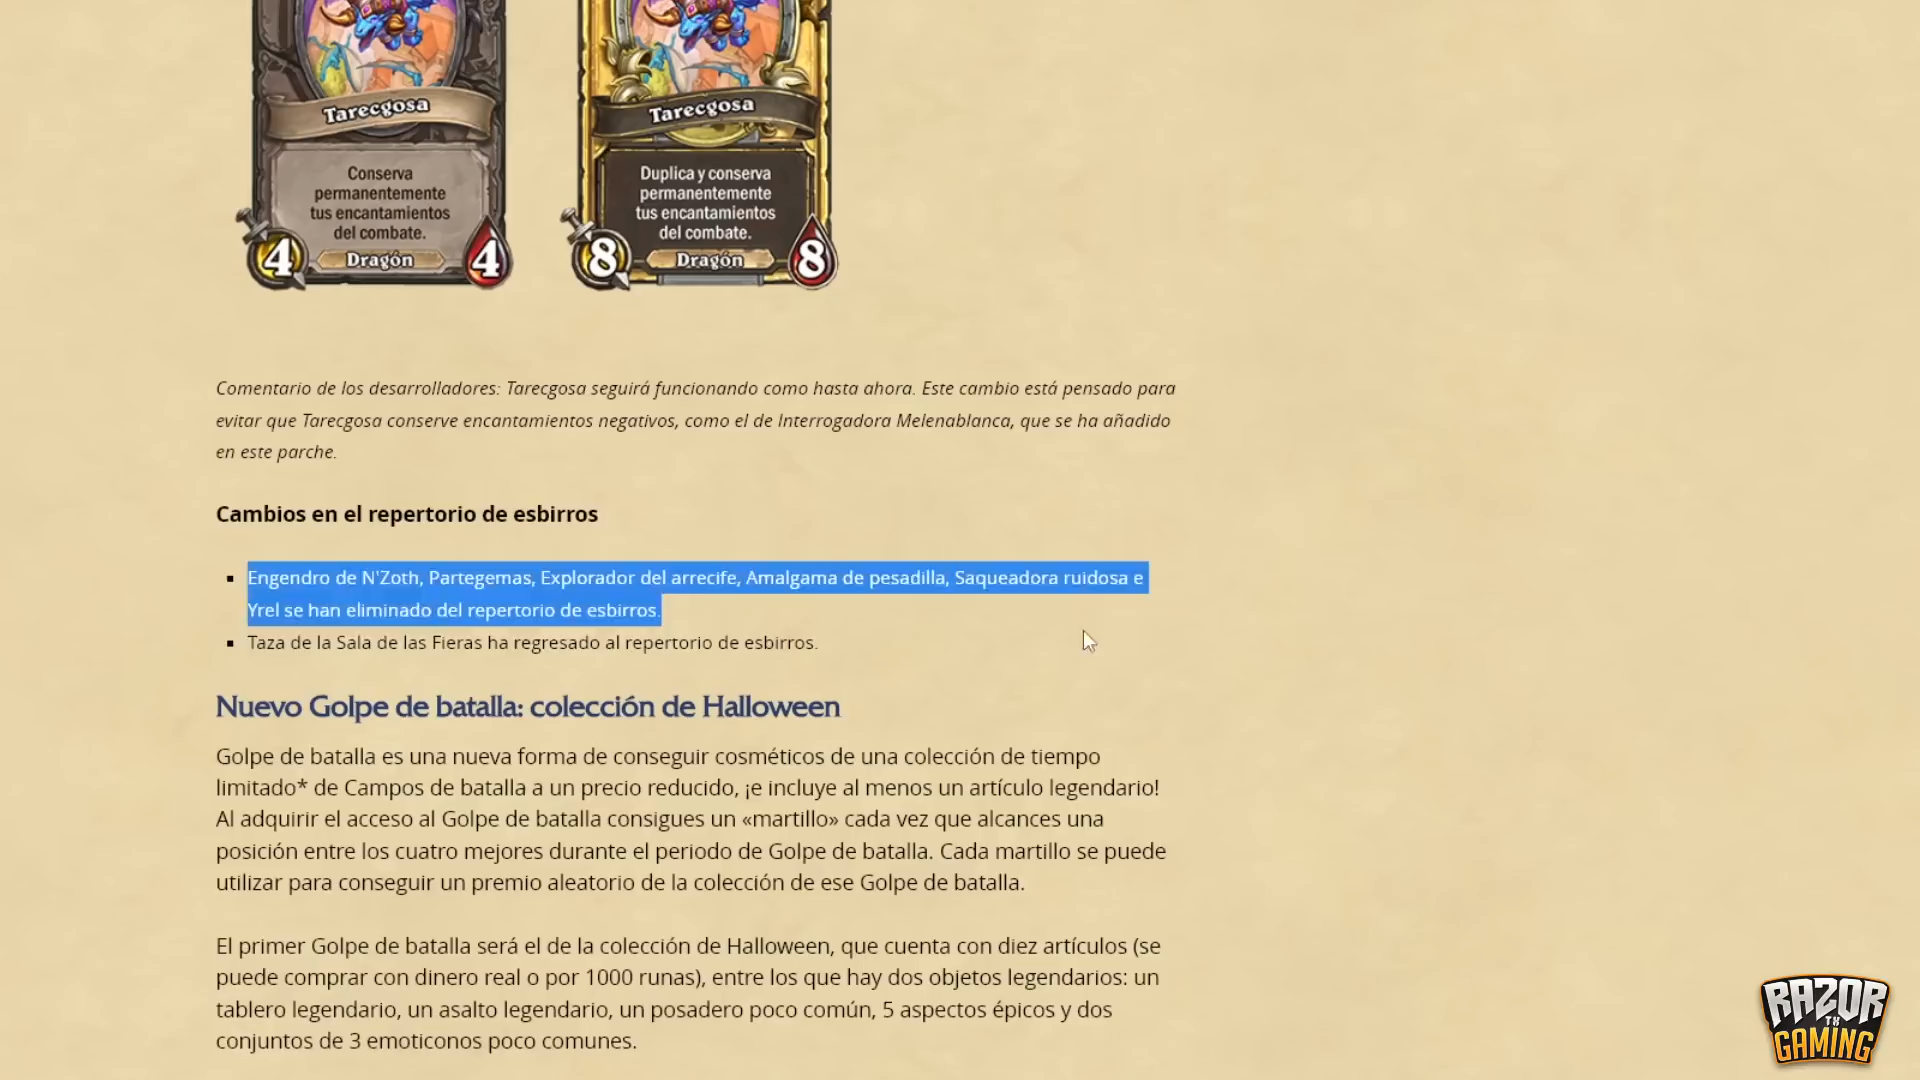 Tarecgosa
Conserva
permanentemente
tus encantamientos
del combate.
4
Dragón
4
Tarecgosa
Duplica y conserva
permanentemente
tus encantamientos
del combate.
8
Dragón
8
Comentario de los desarrolladores: Tarecgosa seguirá funcionando como hasta ahora. Este cambio está pensado para
evitar que Tarecgosa conserve encantamientos negativos, como el de Interrogadora Melenablanca, que se ha añadido
en este parche.
Cambios en el repertorio de esbirros
Engendro de N'Zoth, Partegemas, Explorador del arrecife, Amalgama de pesadilla, Saqueadora ruidosa e
Yrel se han eliminado del repertorio de esbirros.
Taza de la Sala de las Fieras ha regresado al repertorio de esbirros.
Nuevo Golpe de batalla: colección de Halloween
Golpe de batalla es una nueva forma de conseguir cosméticos de una colección de tiempo
limitado* de Campos de batalla a un precio reducido, ¡e incluye al menos un artículo legendario!
Al adquirir el acceso al Golpe de batalla consigues un «martillo» cada vez que alcances una
posición entre los cuatro mejores durante el periodo de Golpe de batalla. Cada martillo se puede
utilizar para conseguir un premio aleatorio de la colección de ese Golpe de batalla.
El primer Golpe de batalla será el de la colección de Halloween, que cuenta con diez artículos (se
puede comprar con dinero real o por 1000 runas), entre los que hay dos objetos legendarios: un
tablero legendario, un asalto legendario, un posadero poco común, 5 aspectos épicos y dos
conjuntos de 3 emoticonos poco comunes.
RAZOR
TX
GAMING